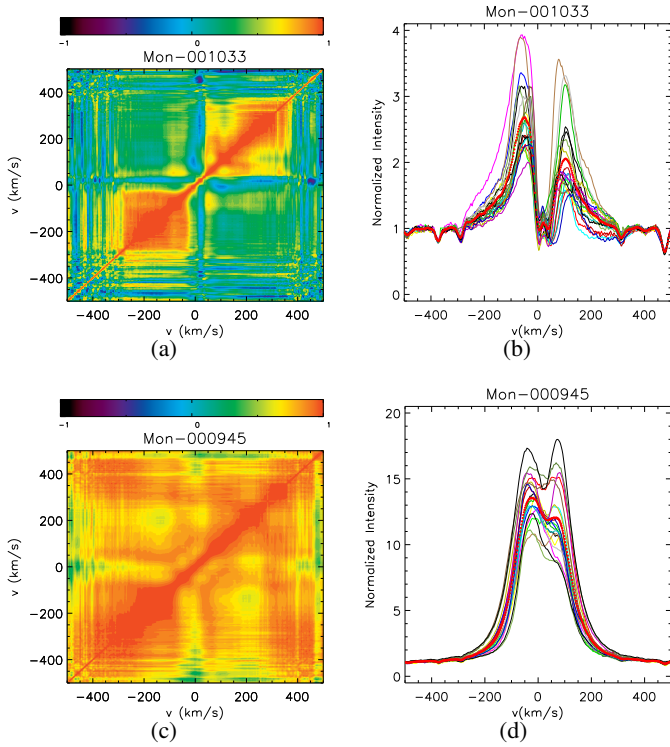 -1 0 1
Mon-001033
400
200
0
-200
-400
v (km/s)
-400 -200 0 200 400
v (km/s)
(a)
Mon-001033
4
3
2
1
0
Normalized Intensity
-400 -200 0 200 400
v(km/s)
(b)
-1 0 1
Mon-000945
400
200
0
-200
-400
v (km/s)
-400 -200 0 200 400
v (km/s)
(c)
Mon-000945
20
15
10
5
0
Normalized Intensity
-400 -200 0 200 400
v(km/s)
(d)